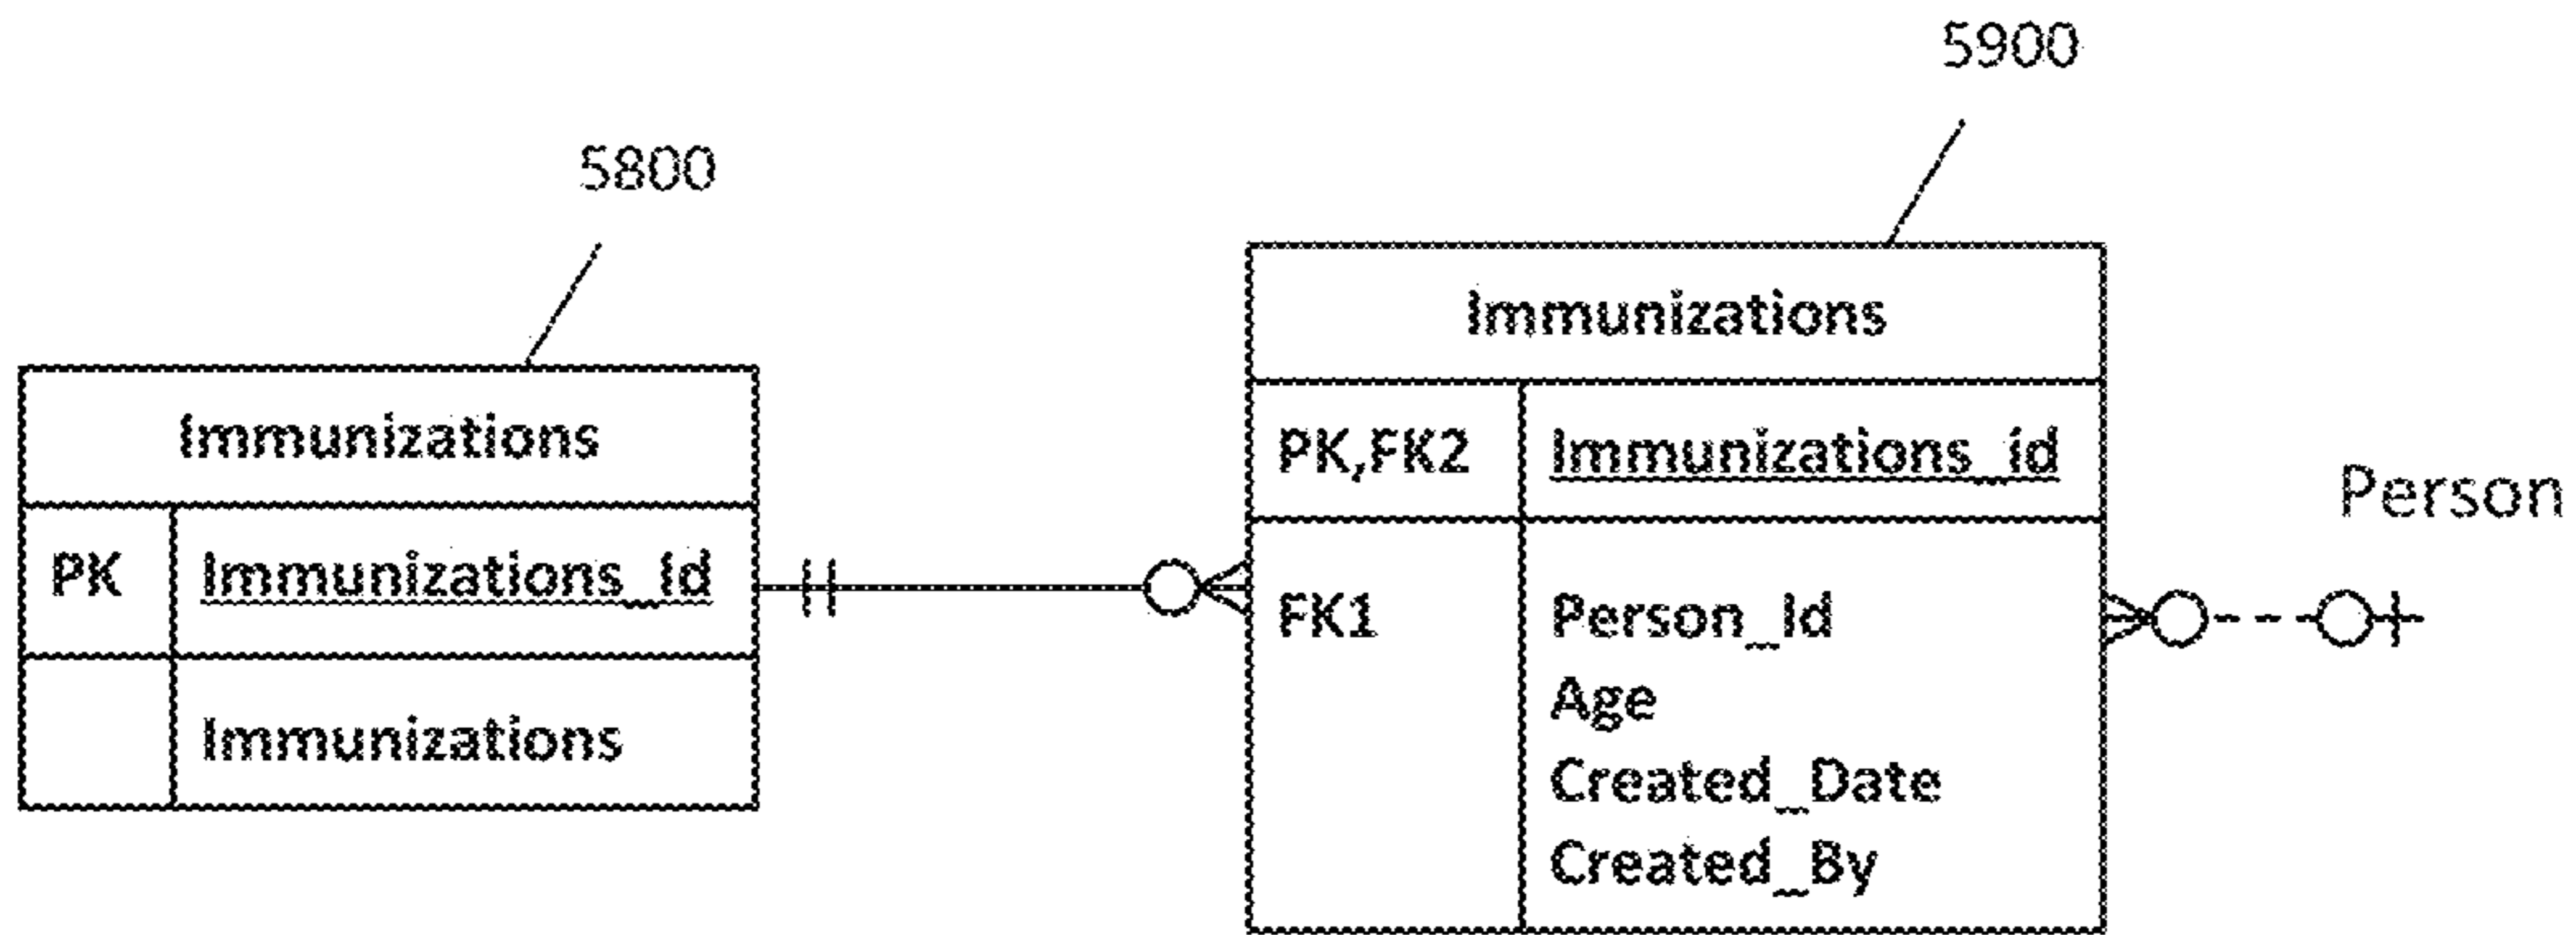 5800
Immunizations
PK Immunizations_Id
Immunizations
5900
Immunizations
PK,FK2 Immunizations_id
FK1 Person_Id
Age
Created_Date
Created_By
Person